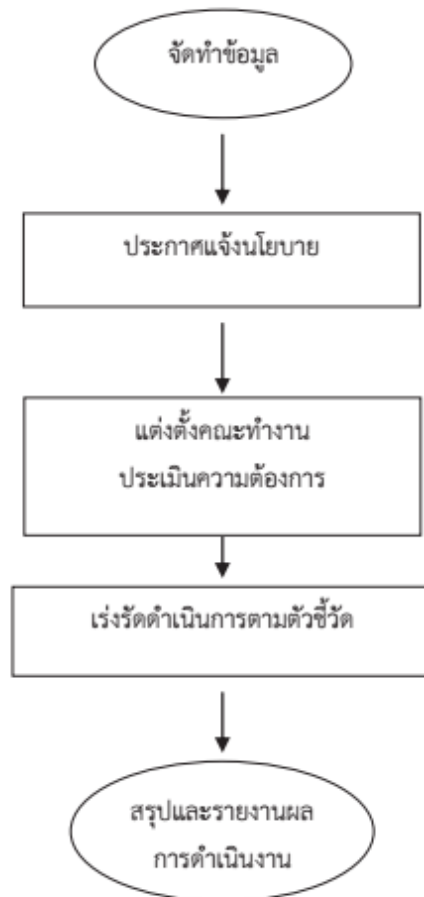 จัดทำข้อมูล
ประกาศแจ้งนโยบาย
แต่งตั้งคณะทำงาน
ประเมินความต้องการ
เร่งรัดดำเนินการตามตัวชี้วัด
สรุปและรายงานผล
การดำเนินงาน